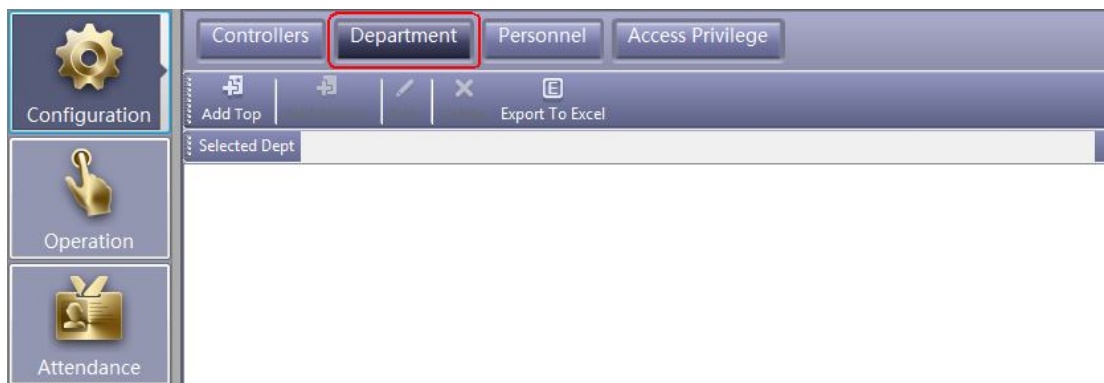 Controllers Department Personnel Access Privilege
Add Top Export To Excel
Configuration
Selected Dept
Operation
Attendance